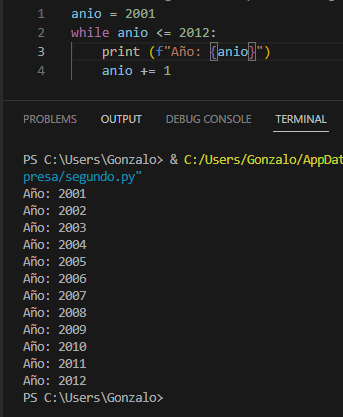 1 anio = 2001
2 while anio <= 2012:
3 print (f"Año: {anio}")
4 anio += 1
PROBLEMS OUTPUT DEBUG CONSOLE TERMINAL
PS C:\Users\Gonzalo> & C:/Users/Gonzalo/AppDat
presa/segundo.py"
Año: 2001
Año: 2002
Año: 2003
Año: 2004
Año: 2005
Año: 2006
Año: 2007
Año: 2008
Año: 2009
Año: 2010
Año: 2011
Año: 2012
PS C:\Users\Gonzalo>